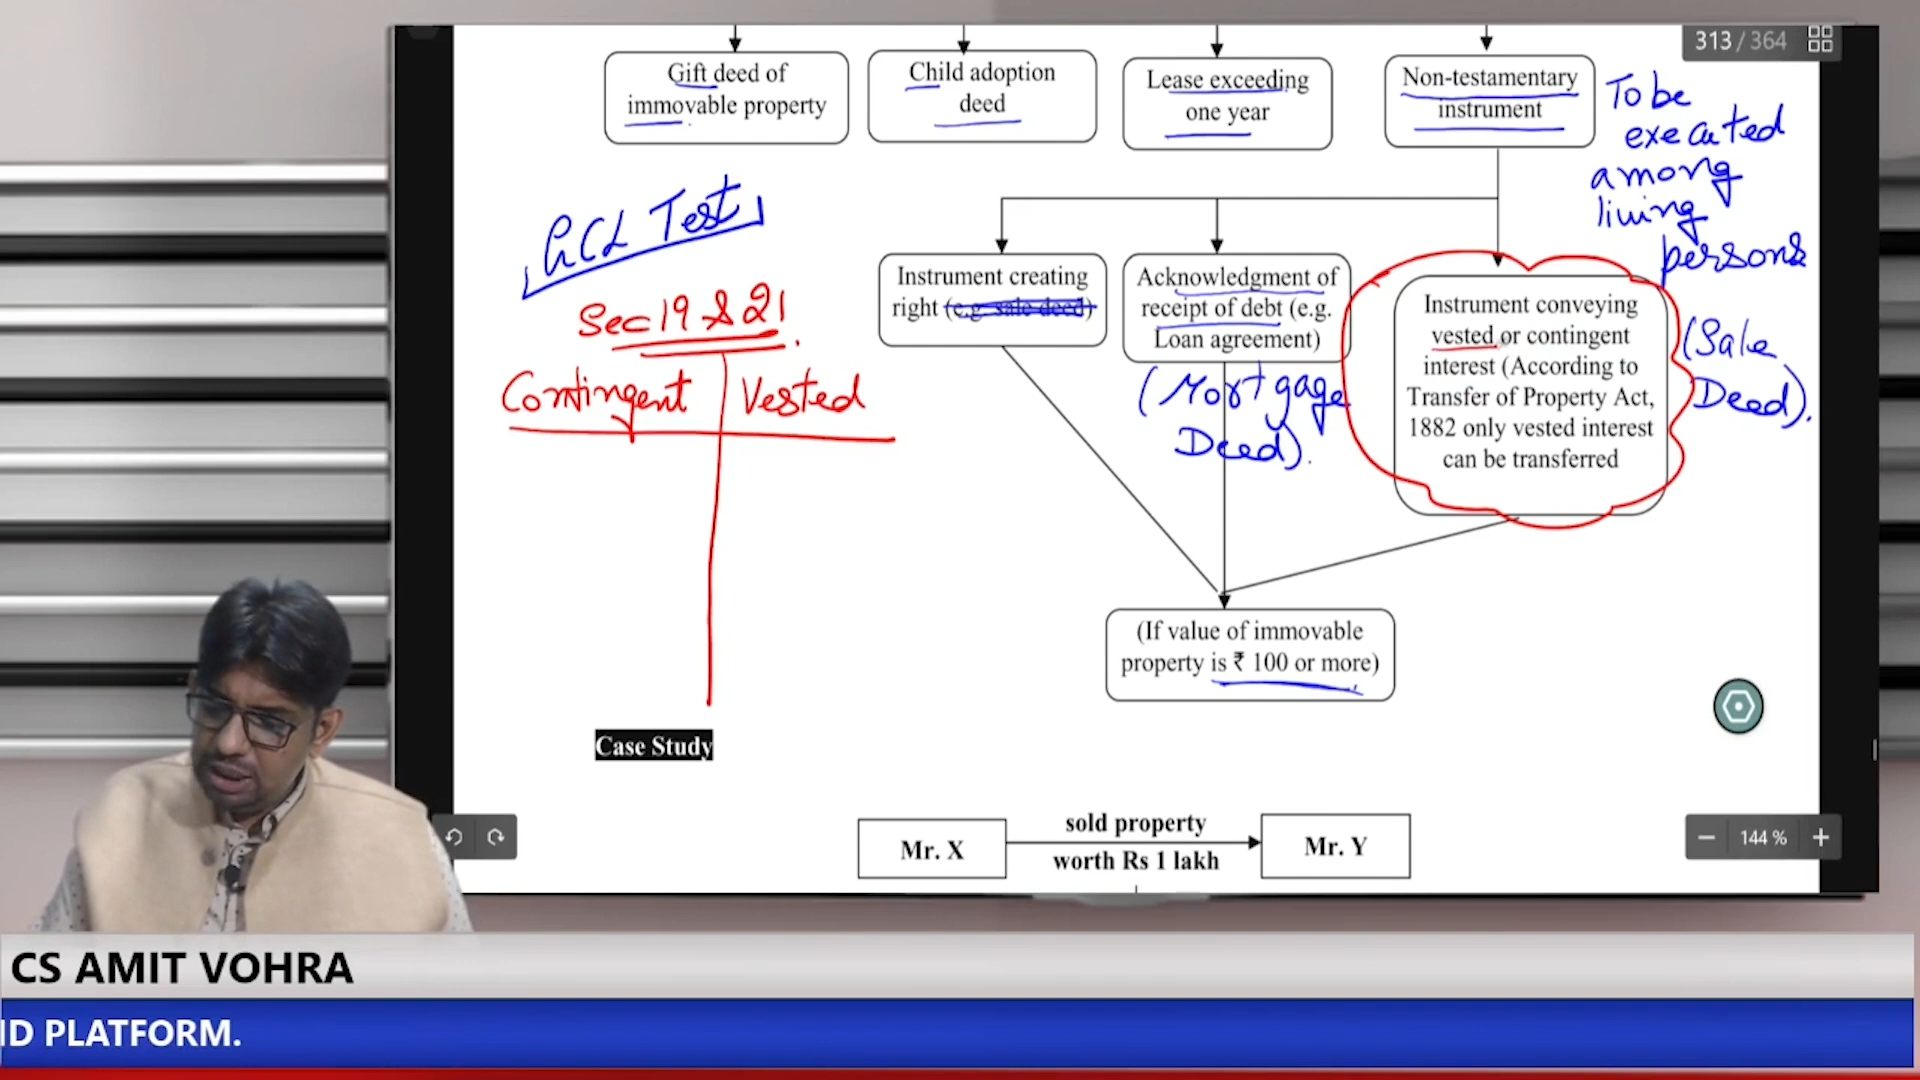 313 / 364
Gift deed of
immovable property
Child adoption
deed
Lease exceeding
one year
Non-testamentary
instrument
To be
executed
among
living
persons
Test
Sec 19 & 21
Contingent
Vested
Instrument creating
right (e.g. sale deed)
Acknowledgment of
receipt of debt (e.g.
Loan agreement)
(Mortgage
Deed).
Instrument conveying
vested or contingent
interest (According to
Transfer of Property Act,
1882 only vested interest
can be transferred
(Sale
Deed).
(If value of immovable
property is ₹ 100 or more)
Case Study
Mr. X
sold property
worth Rs 1 lakh
Mr. Y
144 %
CS AMIT VOHRA
ND PLATFORM.